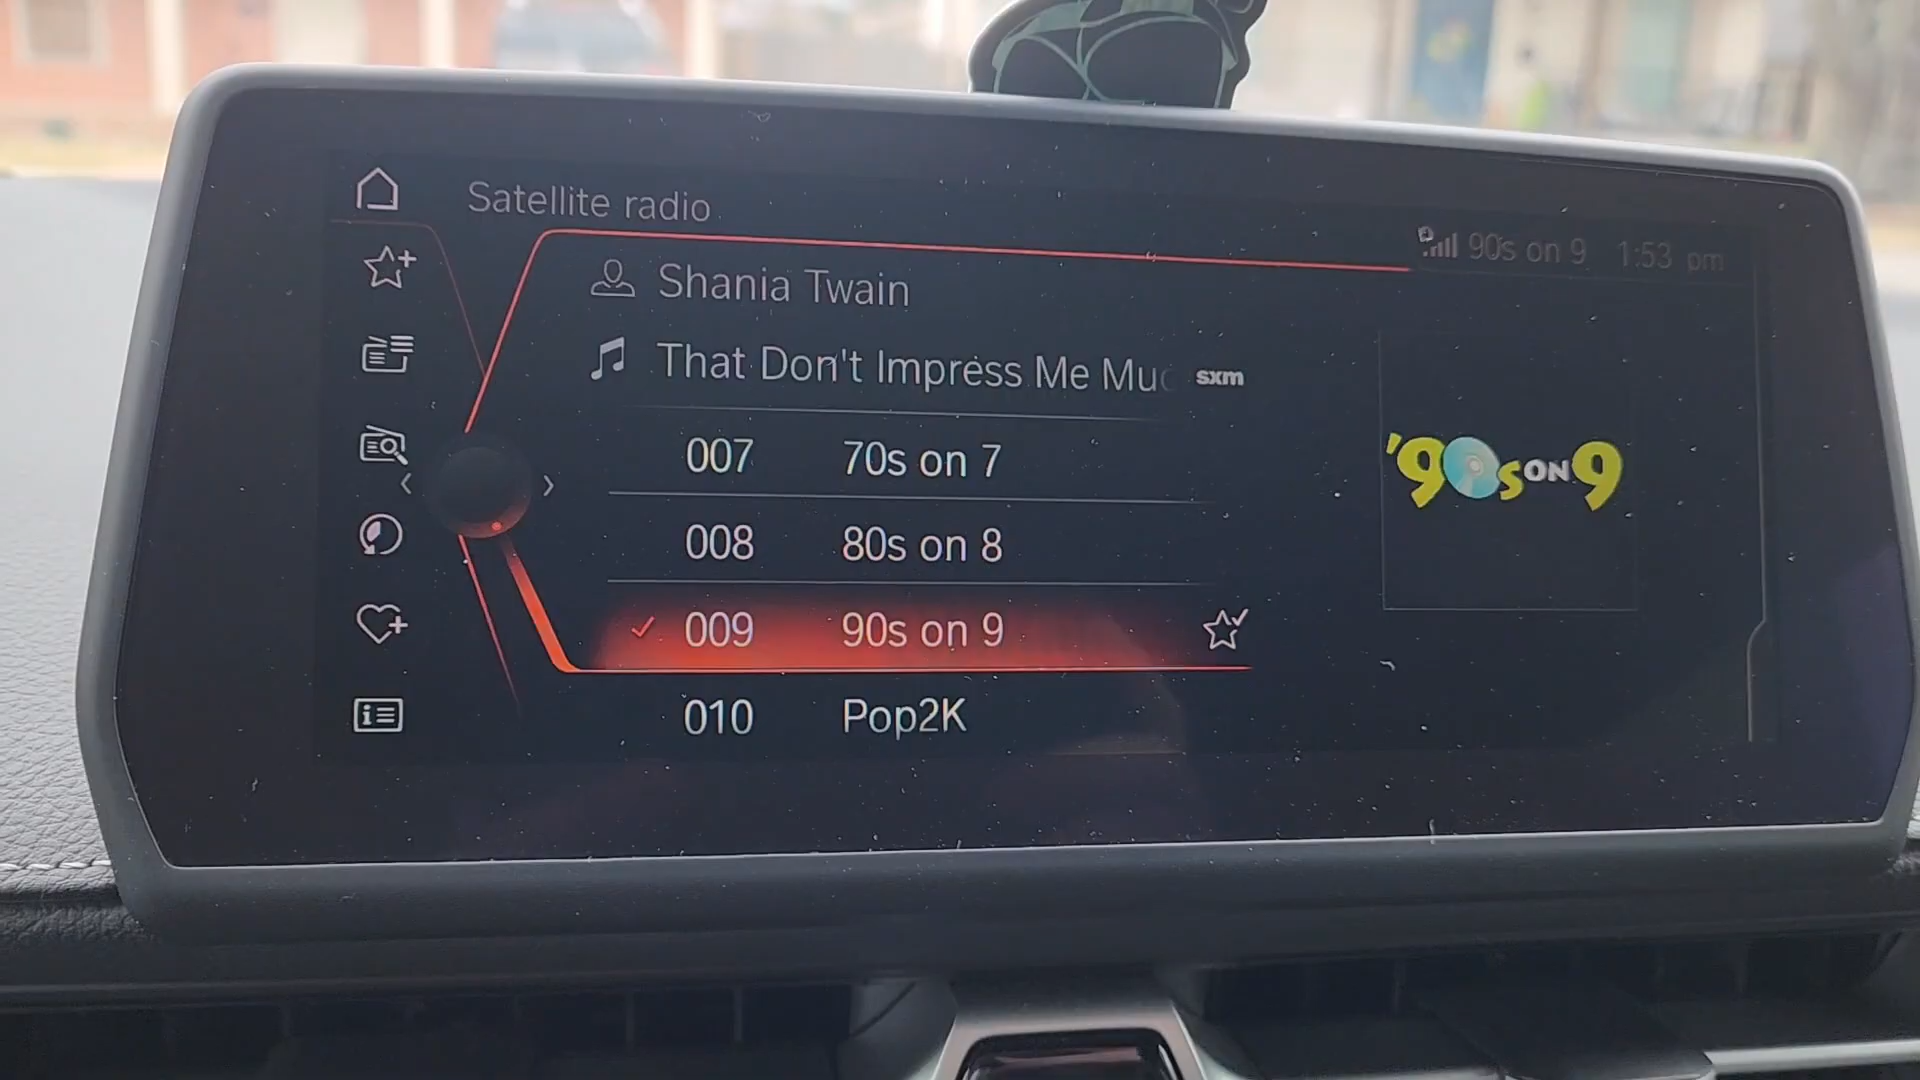 Satellite radio
90s on 9 1:53 pm
Shania Twain
That Don't Impress Me Muc
sxm
007 70s on 7
008 80s on 8
009 90s on 9
010 Pop2K
'90s ON 9